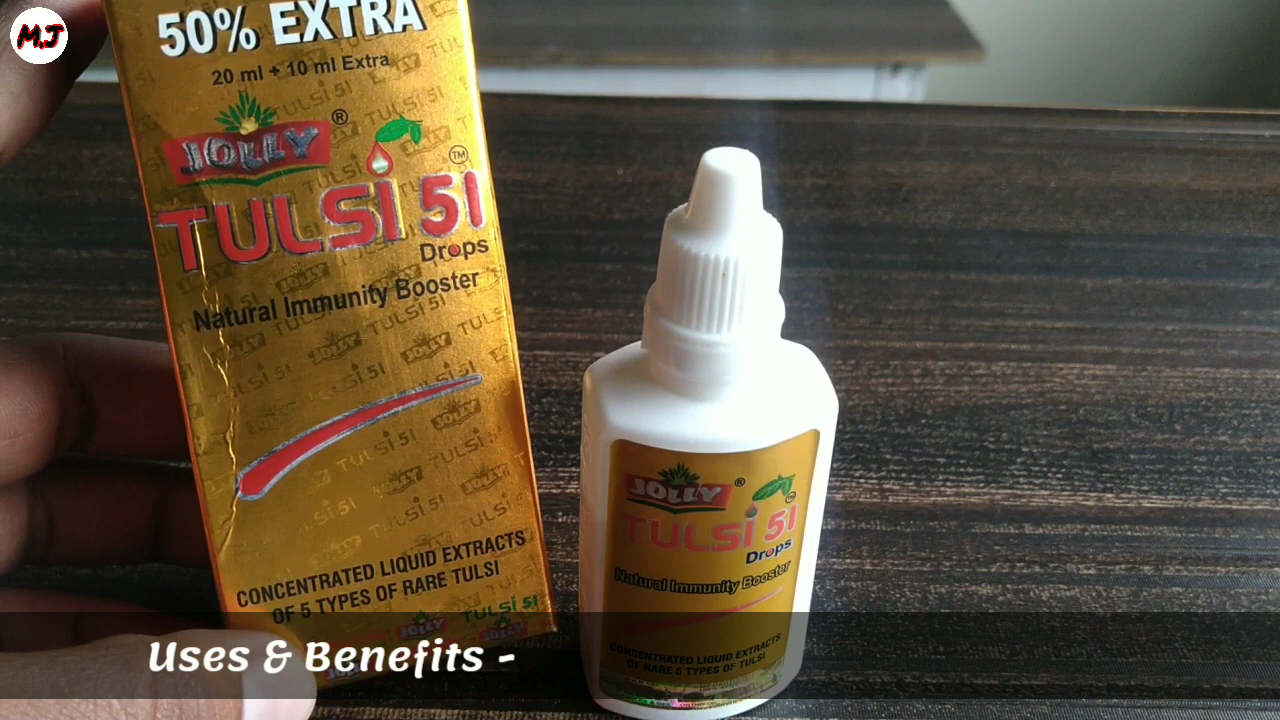 M.J
50% EXTRA
20 ml + 10 ml Extra
JOLLY ®
TULSI 51 ™
Drops
Natural Immunity Booster
CONCENTRATED LIQUID EXTRACTS
OF 5 TYPES OF RARE TULSI
JOLLY ®
TULSI 51 ™
Drops
Natural Immunity Booster
CONCENTRATED LIQUID EXTRACTS
OF RARE 5 TYPES OF TULSI
Uses & Benefits -